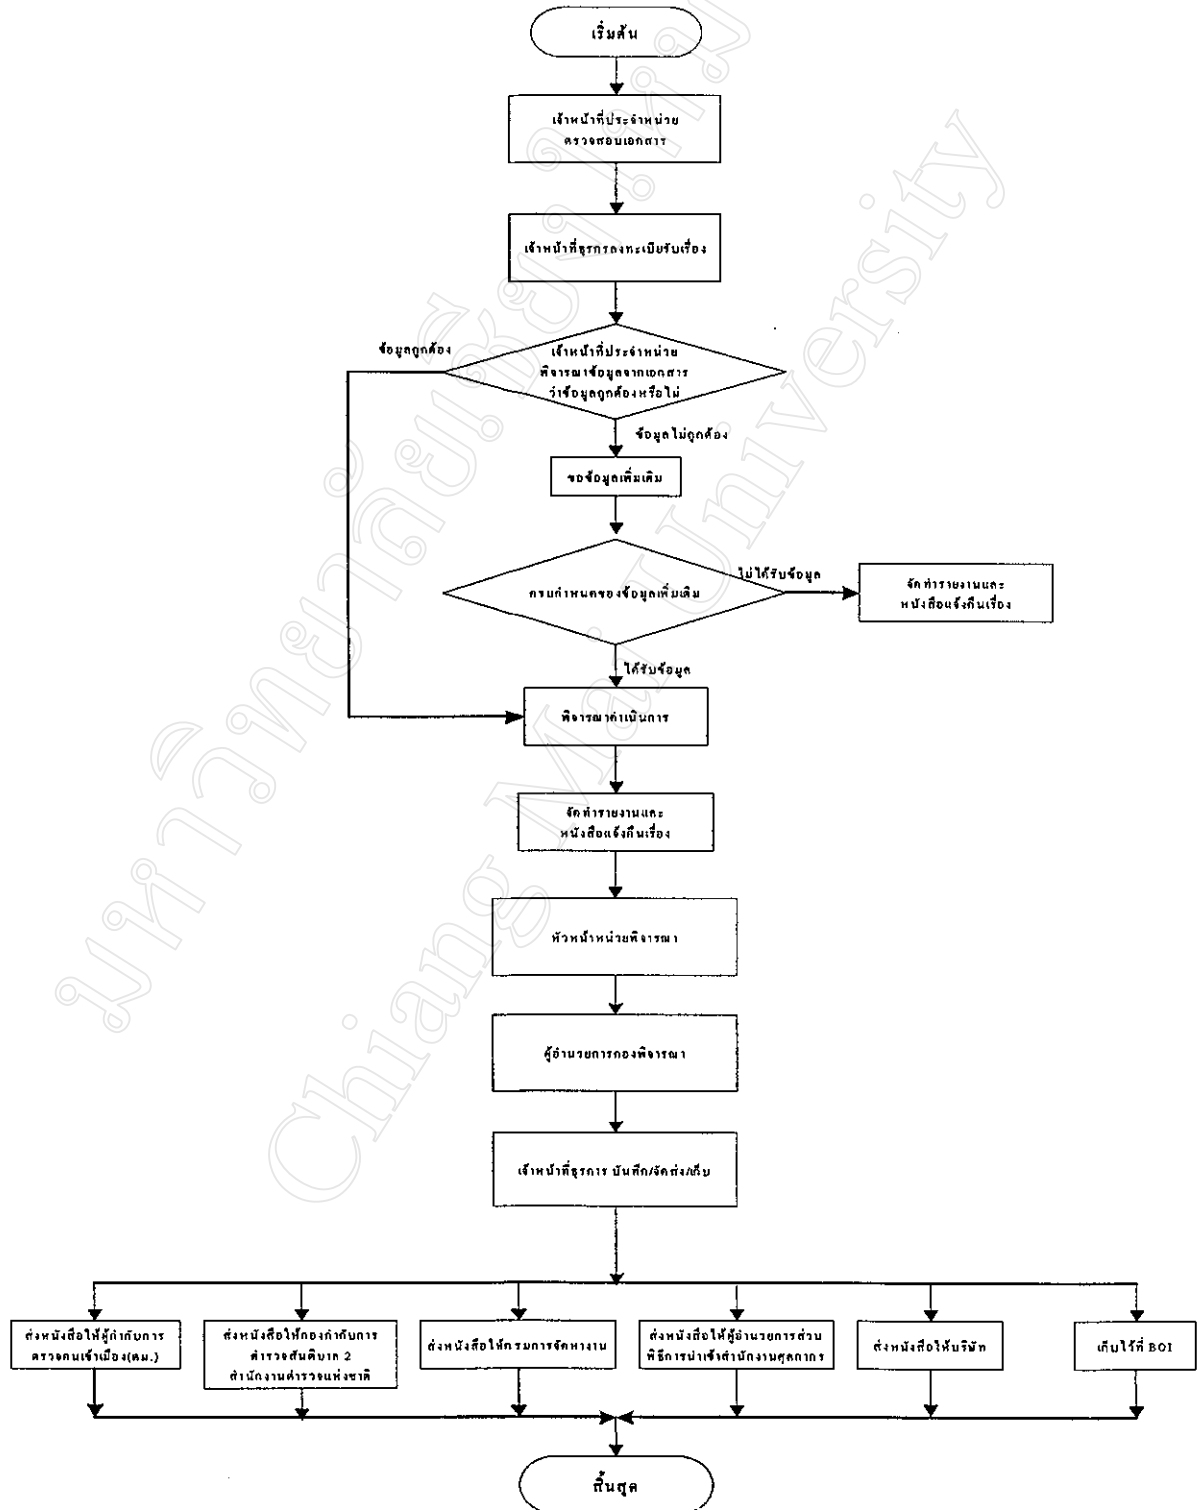 เริ่มต้น
เจ้าหน้าที่ประจำหน่วย
ตรวจสอบเอกสาร
เจ้าหน้าที่ธุรกรลงทะเบียรับเรื่อง
ข้อมูลถูกต้อง
เจ้าหน้าที่ประจำหน่วย
พิจารณาข้อมูลจากเอกสาร
ว่าข้อมูลถูกต้องหรือไม่
ข้อมูลไม่ถูกต้อง
ขอข้อมูลเพิ่มเติม
ไม่ได้รับข้อมูล
ครบกำหนดของข้อมูลเพิ่มเติม
จัดทำรายงานและ
หนังสือแจ้งคืนเรื่อง
ได้รับข้อมูล
พิจารณาดำเนินการ
จัดทำรายงานและ
หนังสือแจ้งคืนเรื่อง
หัวหน้าหน่วยพิจารณา
ผู้อำนวยการกองพิจารณา
เจ้าหน้าที่ธุรการ บันทึก/จัดส่ง/เก็บ
ส่งหนังสือให้ผู้กำกับการ
ตรวจคนเข้าเมือง(ตม.)
ส่งหนังสือให้กองกำกับการ
ตำรวจสันติบาล 2
สำนักงานตำรวจแห่งชาติ
ส่งหนังสือให้กรมการจัดหางาน
ส่งหนังสือให้ผู้อำนวยการส่วน
พิธีการนำเข้าสำนักงานศุลกากร
ส่งหนังสือให้บริษัท
เก็บไว้ที่ BOI
สิ้นสุด
มหาวิทยาลัยเชียงใหม่
Chiang Mai University